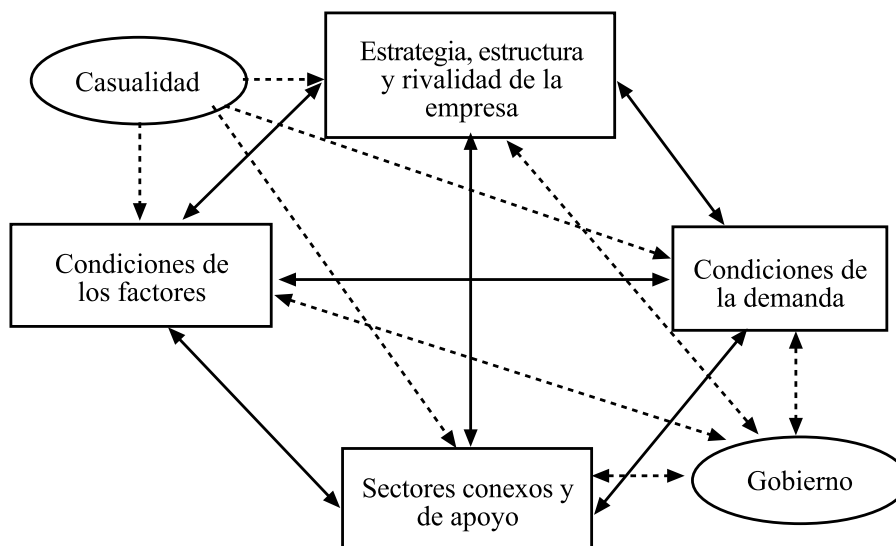 Estrategia, estructura
y rivalidad de la
empresa
Casualidad
Condiciones de
los factores
Condiciones de
la demanda
Sectores conexos y
de apoyo
Gobierno